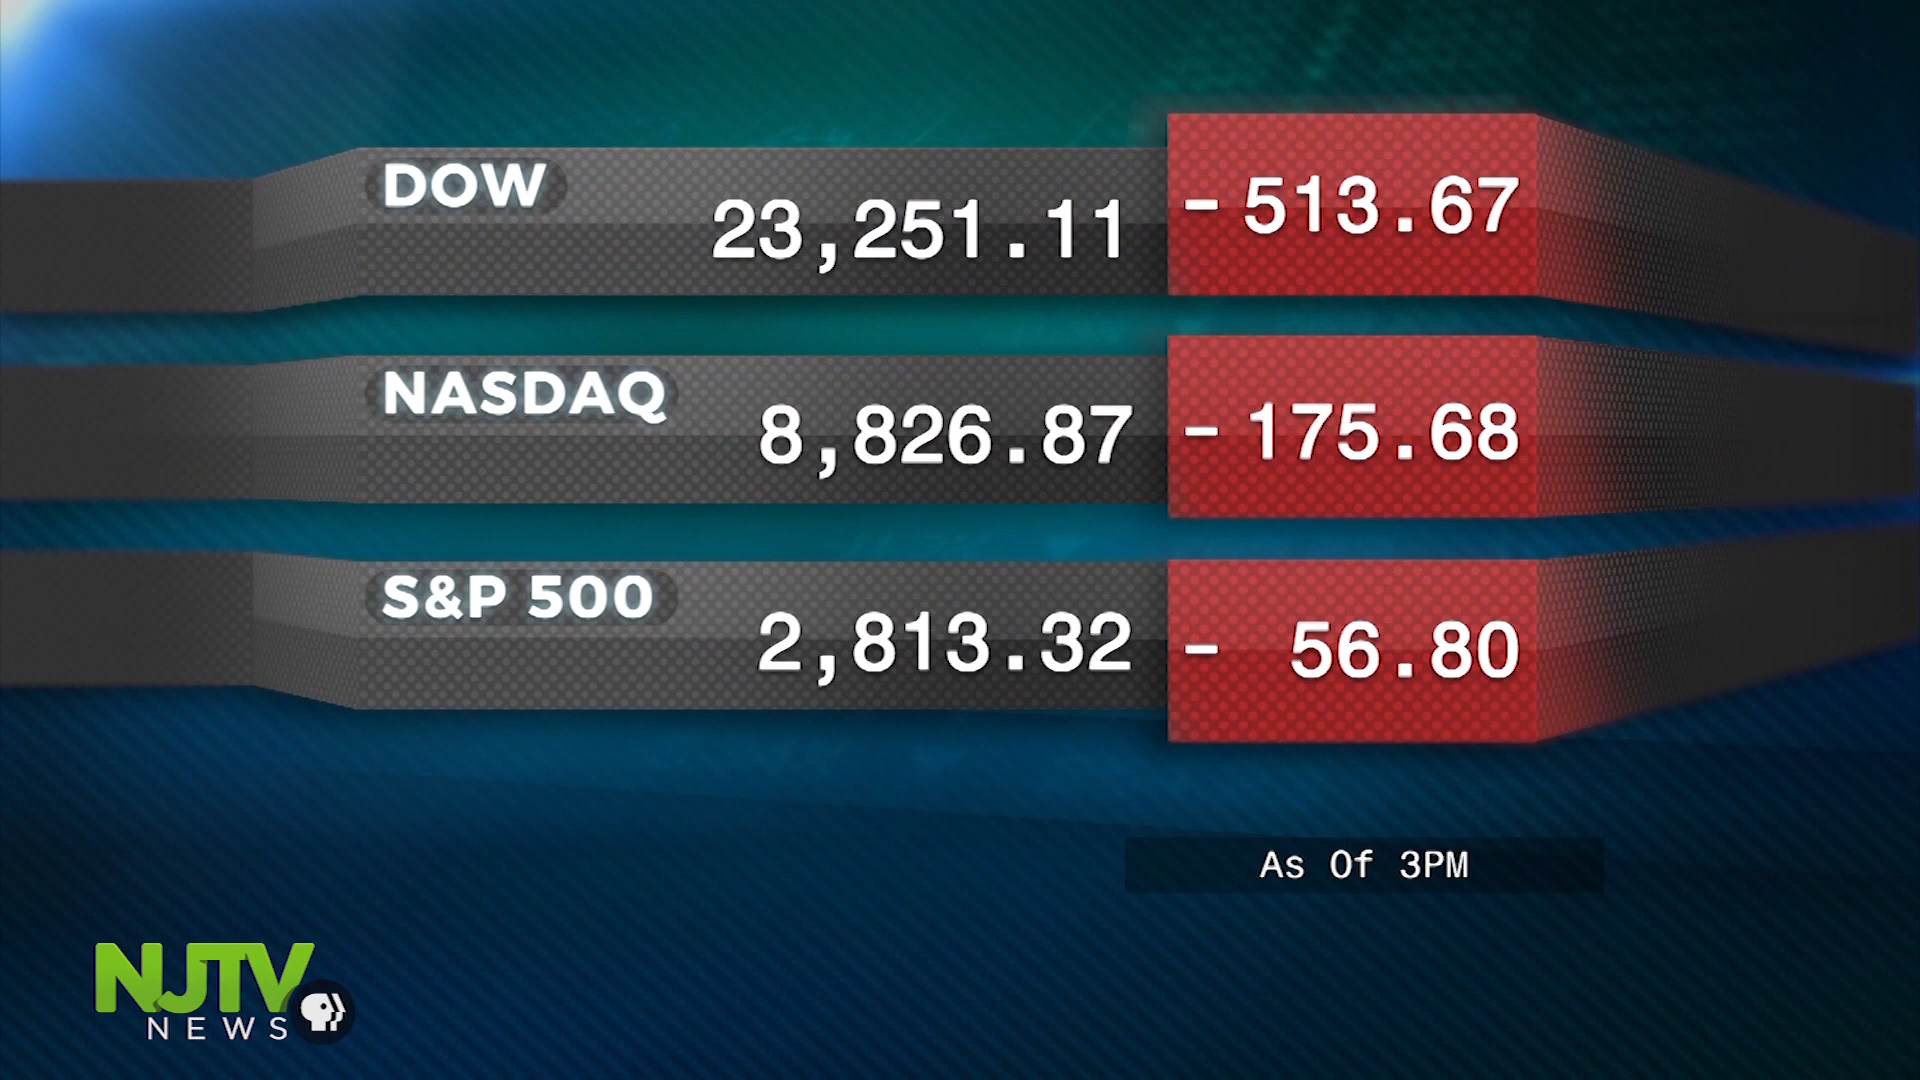 DOW
23,251.11 - 513.67
NASDAQ
8,826.87 - 175.68
S&P 500
2,813.32 - 56.80
As Of 3PM
NJTV
NEWS